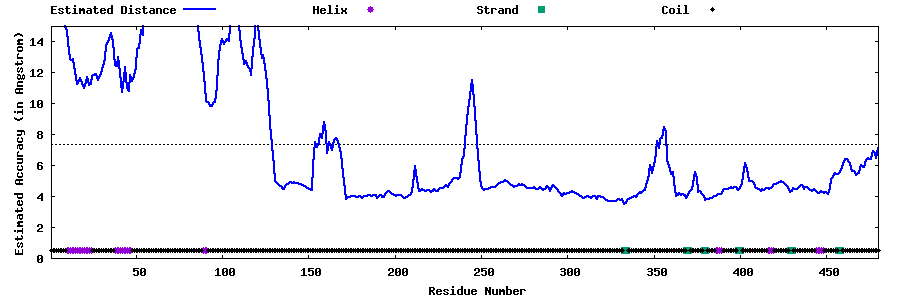 Estimated Distance Helix Strand Coil
Estimated Accuracy (in Angstrom)
14
12
10
8
6
4
2
0
50 100 150 200 250 300 350 400 450
Residue Number